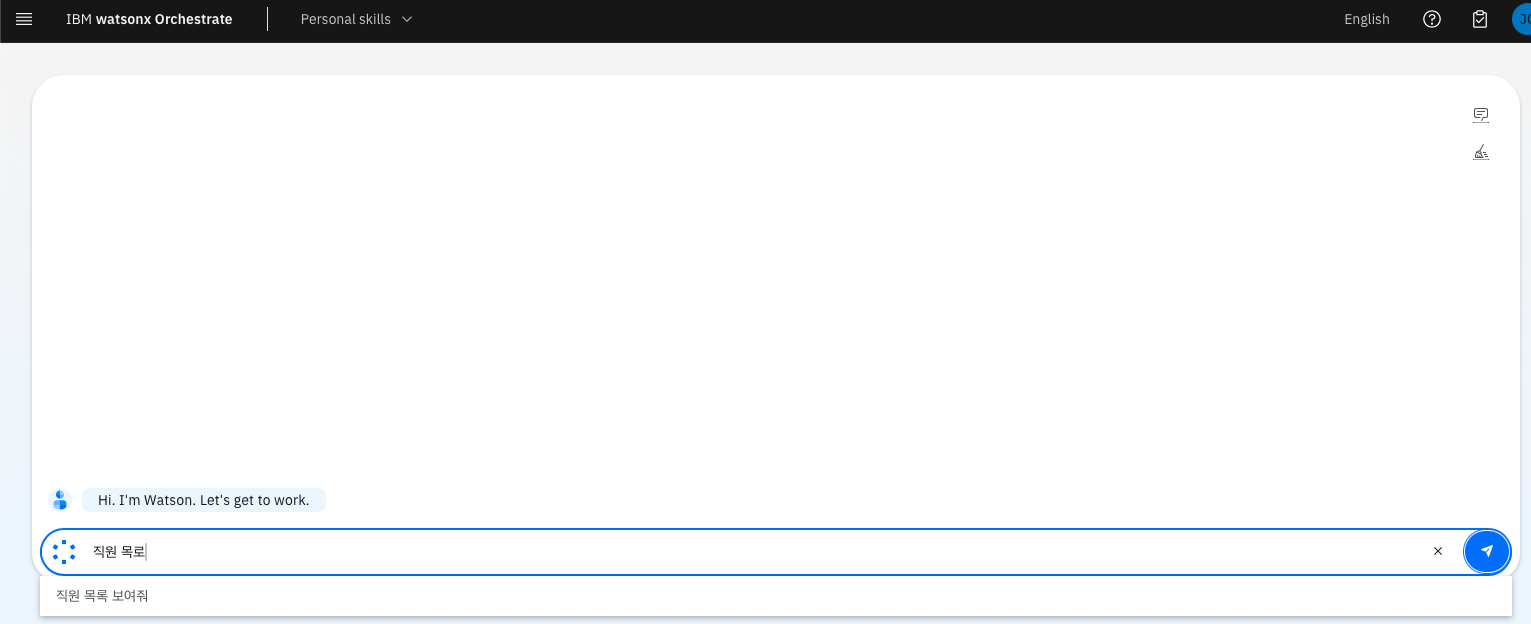 IBM watsonx Orchestrate Personal skills English
Hi. I'm Watson. Let's get to work.
직원 목로
직원 목록 보여줘